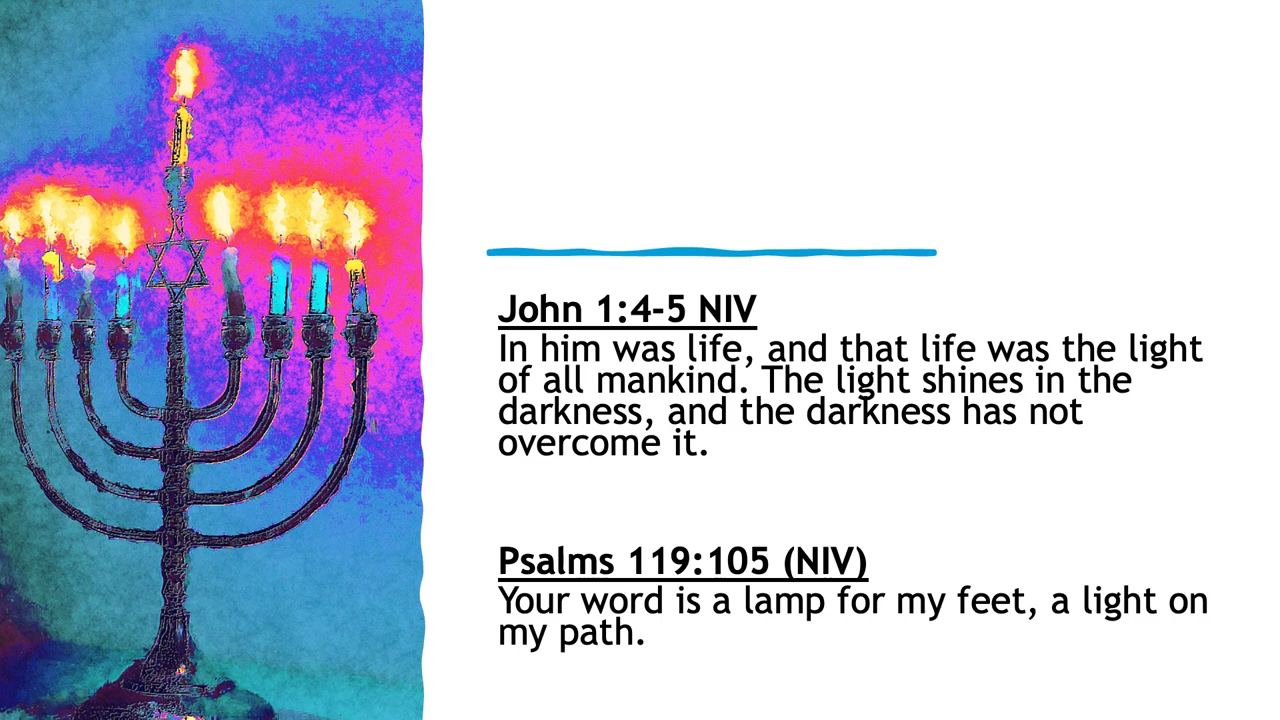 John 1:4-5 NIV
In him was life, and that life was the light
of all mankind. The light shines in the
darkness, and the darkness has not
overcome it.
Psalms 119:105 (NIV)
Your word is a lamp for my feet, a light on
my path.